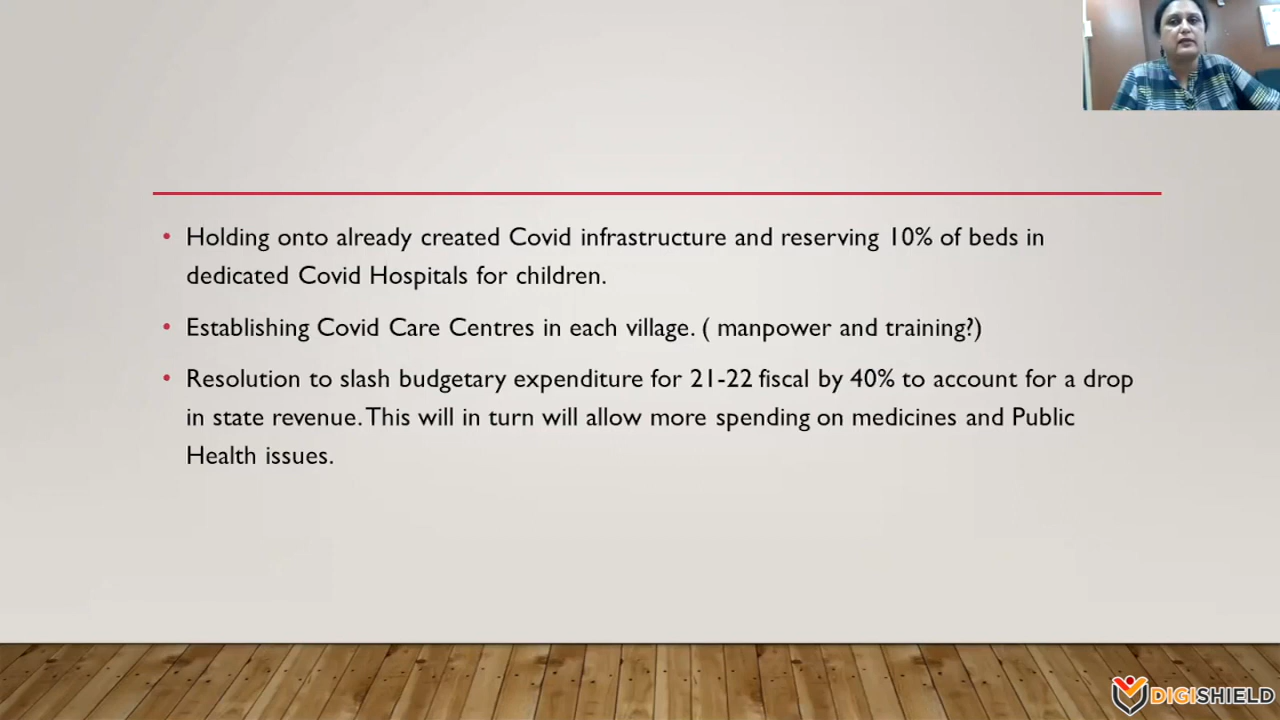 • Holding onto already created Covid infrastructure and reserving 10% of beds in
dedicated Covid Hospitals for children.
• Establishing Covid Care Centres in each village. ( manpower and training?)
• Resolution to slash budgetary expenditure for 21-22 fiscal by 40% to account for a drop
in state revenue. This will in turn will allow more spending on medicines and Public
Health issues.
DIGISHIELD